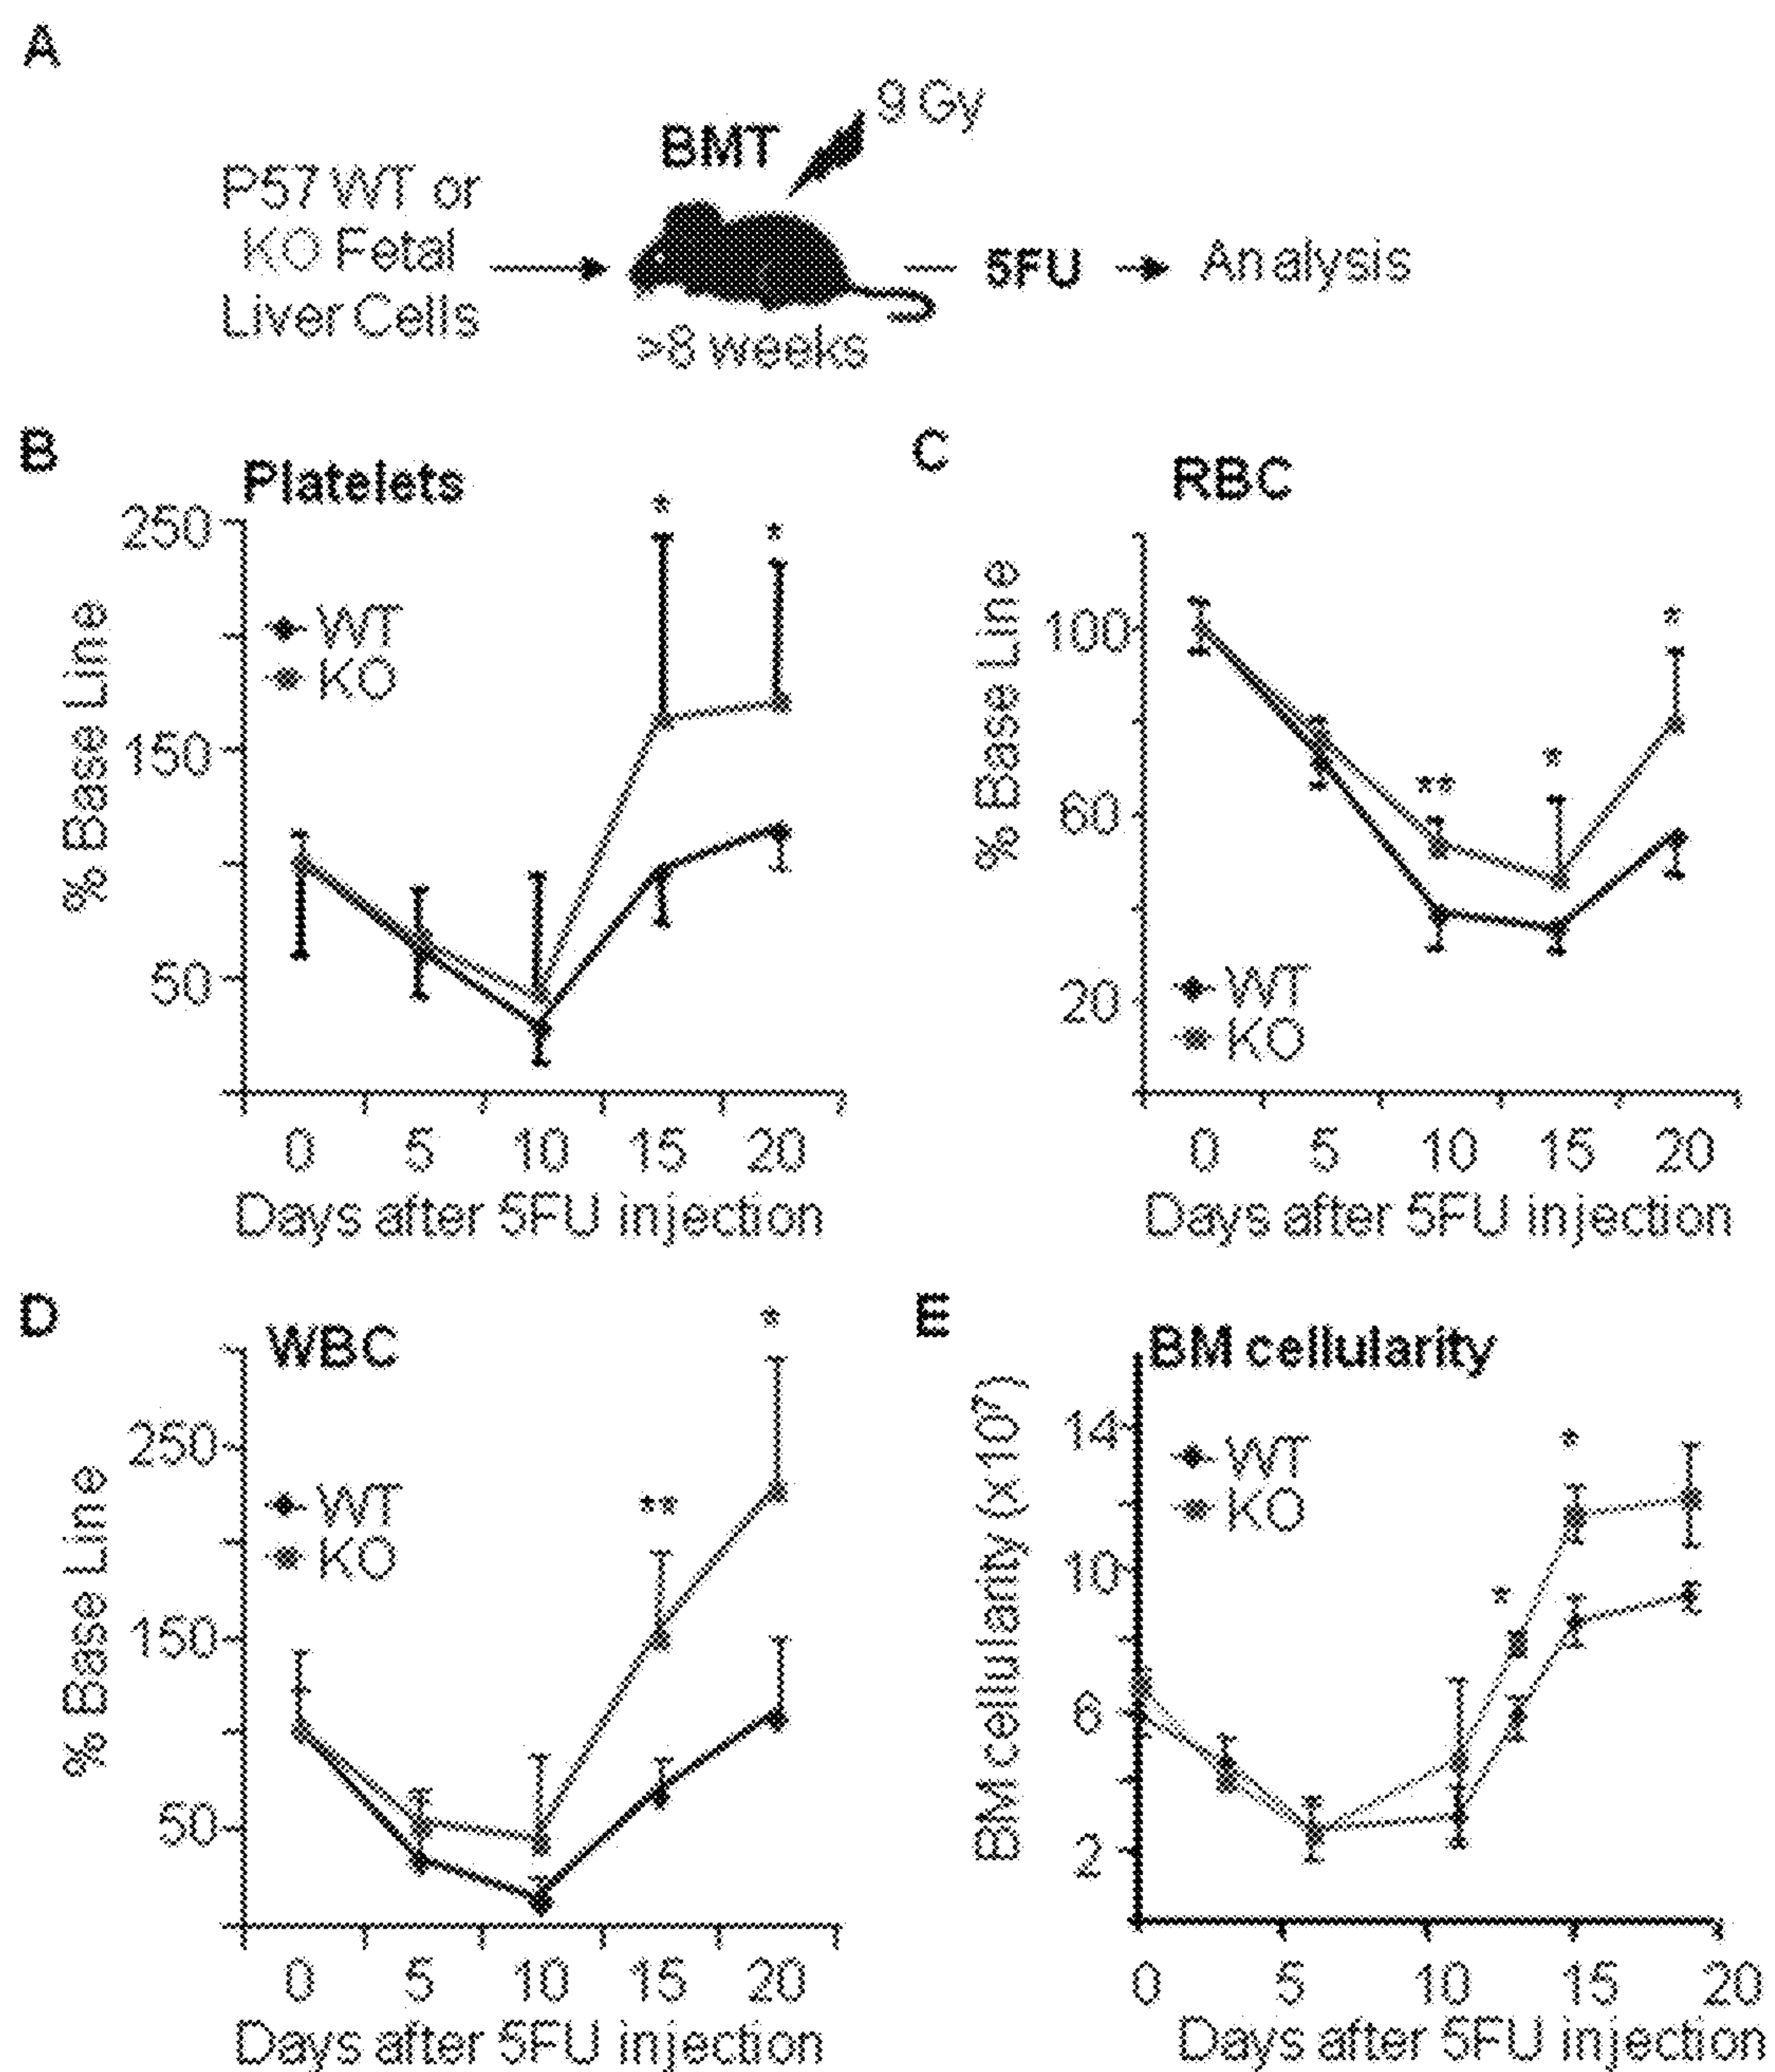 A
9 Gy
BMT
P57 WT or
KO Fetal
Liver Cells
5FU
Analysis
>8 weeks
B
Platelets
250
150
50
% Base Line
WT
KO
*
*
0 5 10 15 20
Days after 5FU injection
C
RBC
100
60
20
% Base Line
**
*
*
WT
KO
0 5 10 15 20
Days after 5FU injection
D
WBC
250
150
50
% Base Line
WT
KO
**
*
0 5 10 15 20
Days after 5FU injection
E
BM cellularity
14
10
6
2
BM cellularity (x10⁷)
WT
KO
*
*
0 5 10 15 20
Days after 5FU injection